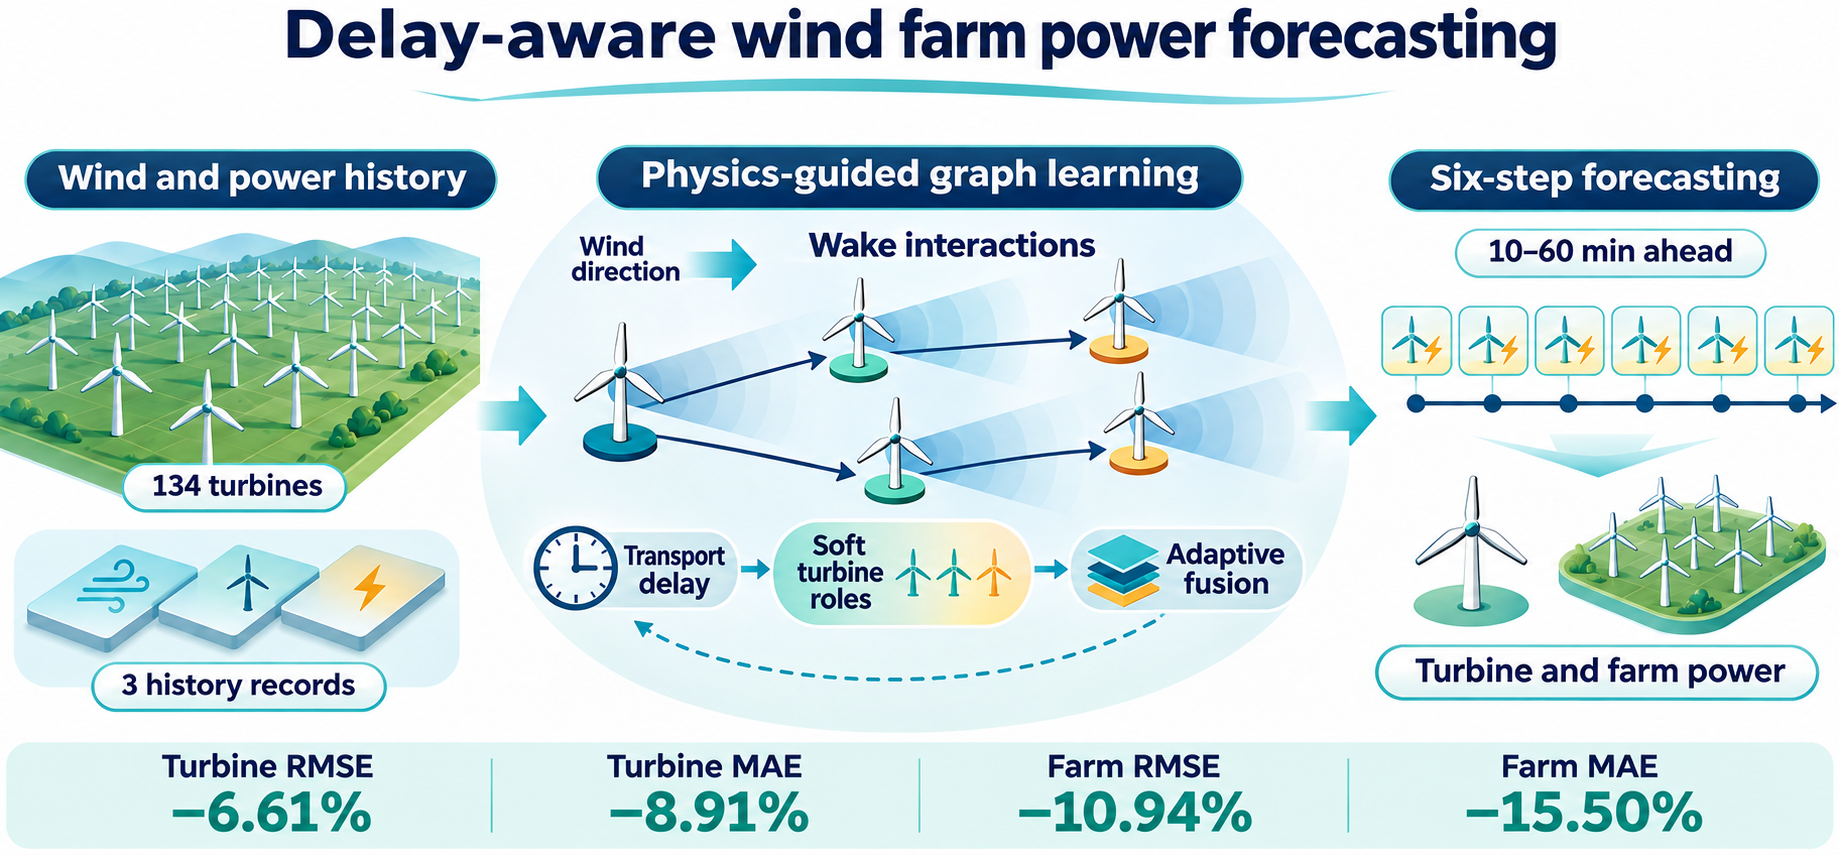 Delay-aware wind farm power forecasting
Wind and power history
134 turbines
3 history records
Physics-guided graph learning
Wind
direction
Wake interactions
Transport
delay
Soft
turbine
roles
Adaptive
fusion
Six-step forecasting
10–60 min ahead
Turbine and farm power
Turbine RMSE
−6.61%
Turbine MAE
−8.91%
Farm RMSE
−10.94%
Farm MAE
−15.50%